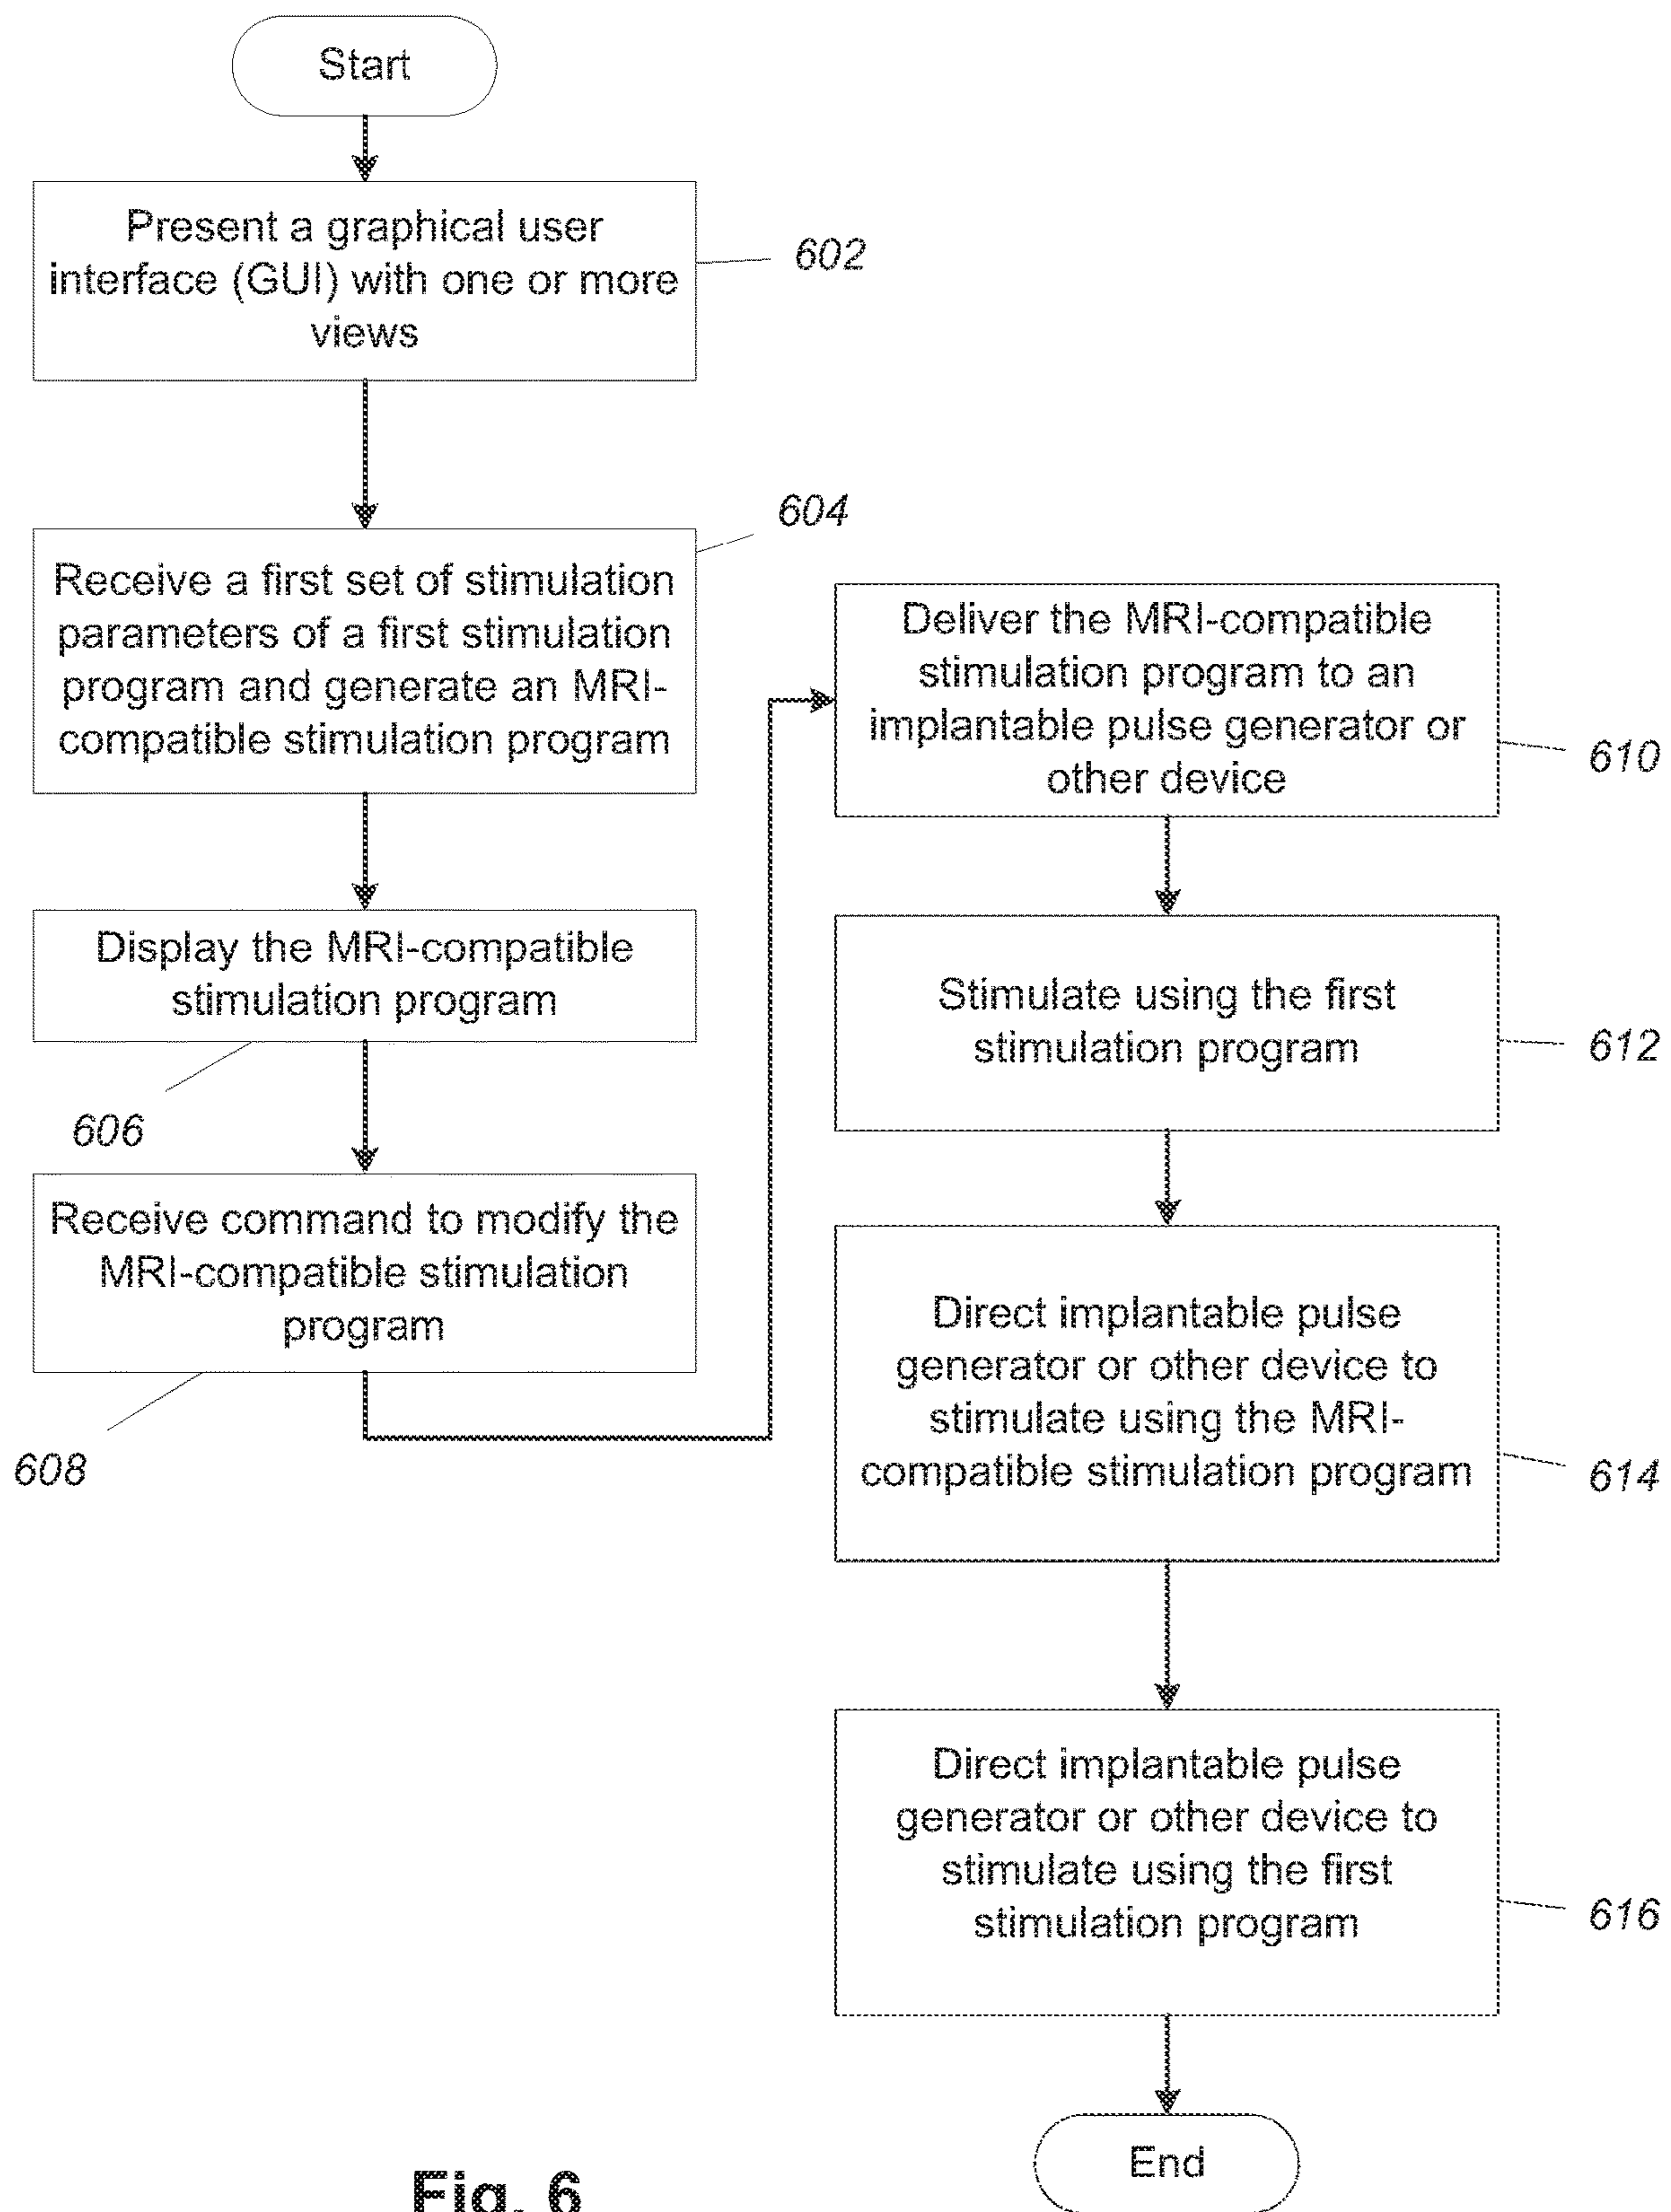 Start
Present a graphical user
interface (GUI) with one or more
views
602
Receive a first set of stimulation
parameters of a first stimulation
program and generate an MRI-
compatible stimulation program
604
Display the MRI-compatible
stimulation program
606
Receive command to modify the
MRI-compatible stimulation
program
608
Deliver the MRI-compatible
stimulation program to an
implantable pulse generator or
other device
610
Stimulate using the first
stimulation program
612
Direct implantable pulse
generator or other device to
stimulate using the MRI-
compatible stimulation program
614
Direct implantable pulse
generator or other device to
stimulate using the first
stimulation program
616
End
Fig. 6